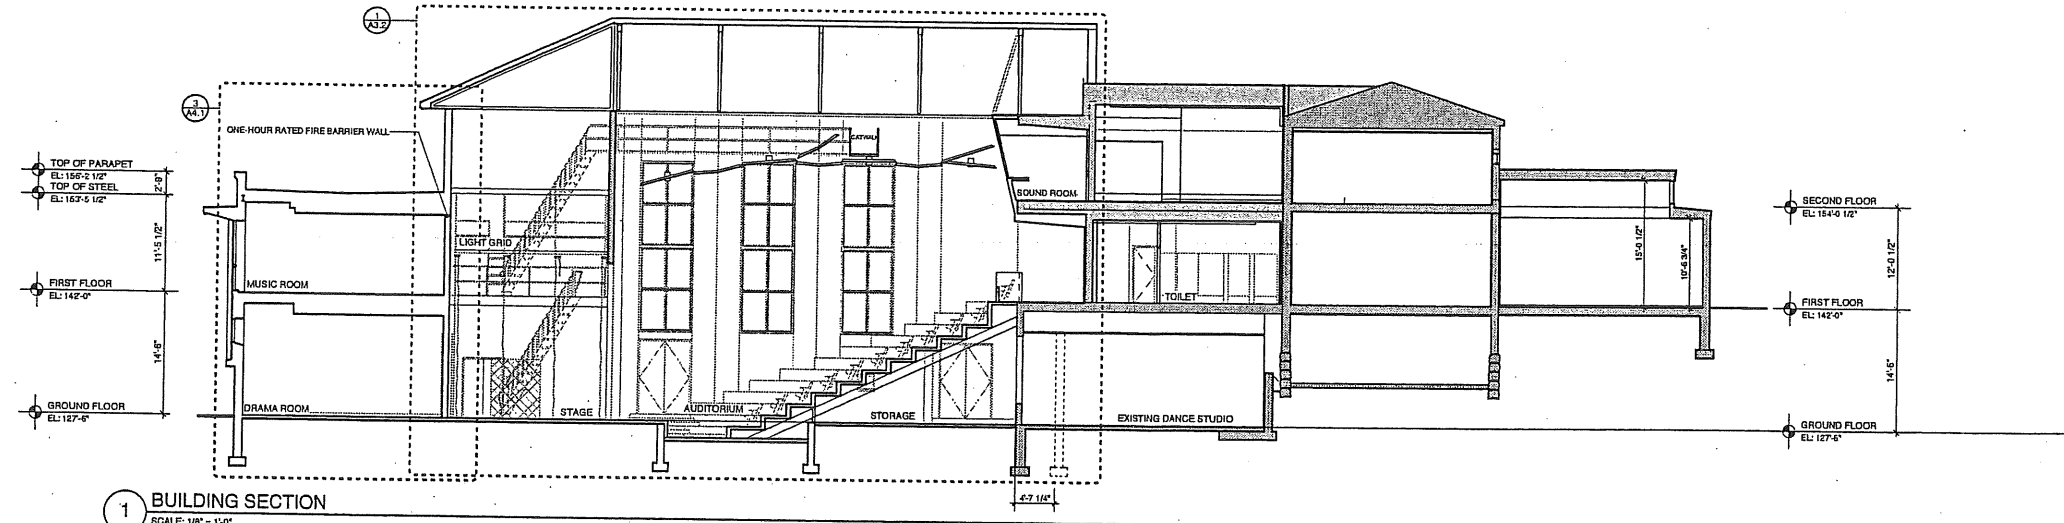 1
A3.2
3
A4.1
ONE-HOUR RATED FIRE BARRIER WALL
CATWALK
TOP OF PARAPET
EL: 156'-2 1/2"
TOP OF STEEL
EL: 153'-5 1/2"
2'-9"
11'-5 1/2"
FIRST FLOOR
EL: 142'-0"
14'-6"
GROUND FLOOR
EL: 127'-6"
LIGHT GRID
MUSIC ROOM
DRAMA ROOM
STAGE
AUDITORIUM
STORAGE
SOUND ROOM
TOILET
EXISTING DANCE STUDIO
4'-7 1/4"
15'-0 1/2"
10'-6 3/4"
SECOND FLOOR
EL: 154'-0 1/2"
12'-0 1/2"
FIRST FLOOR
EL: 142'-0"
14'-6"
GROUND FLOOR
EL: 127'-6"
1
BUILDING SECTION
SCALE: 1/8" = 1'-0"